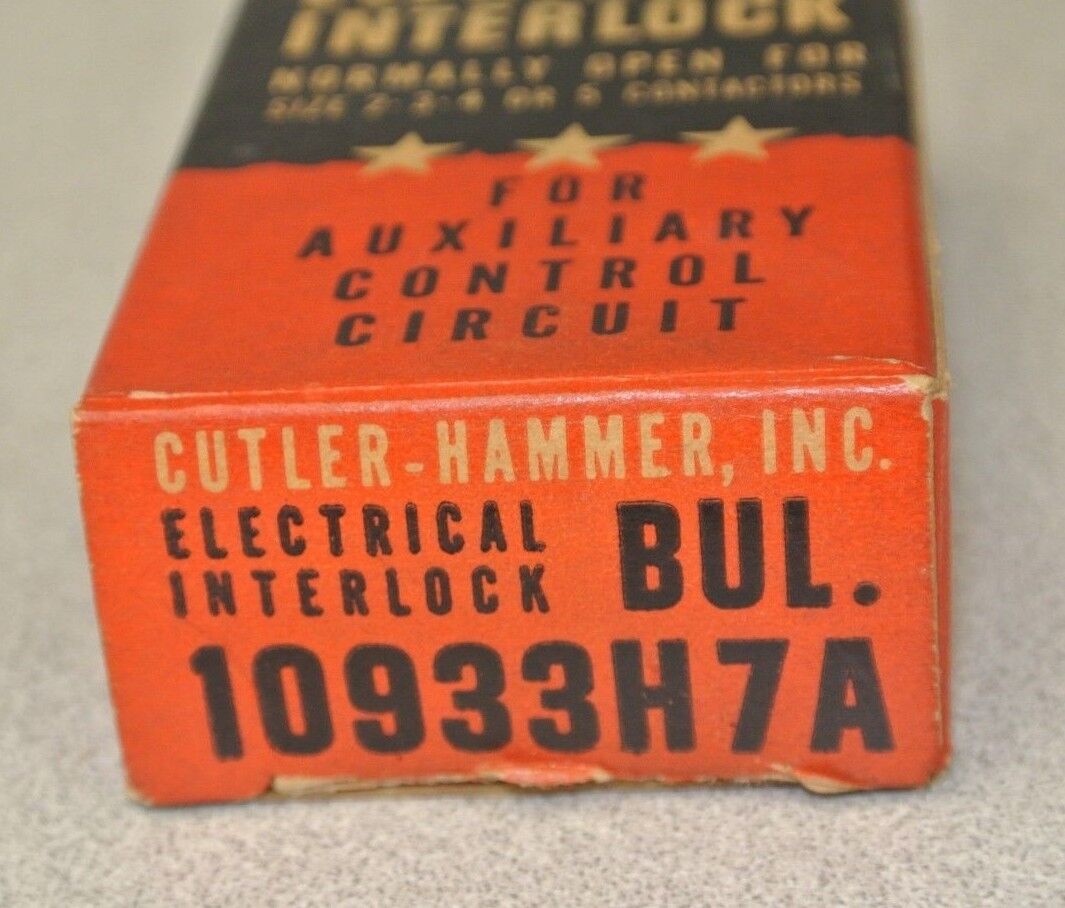 INTERLOCK
NORMALLY OPEN FOR
SIZE 2-3-4 OR 5 CONTACTORS
FOR
AUXILIARY
CONTROL
CIRCUIT
CUTLER-HAMMER, INC.
ELECTRICAL
INTERLOCK
BUL.
10933H7A